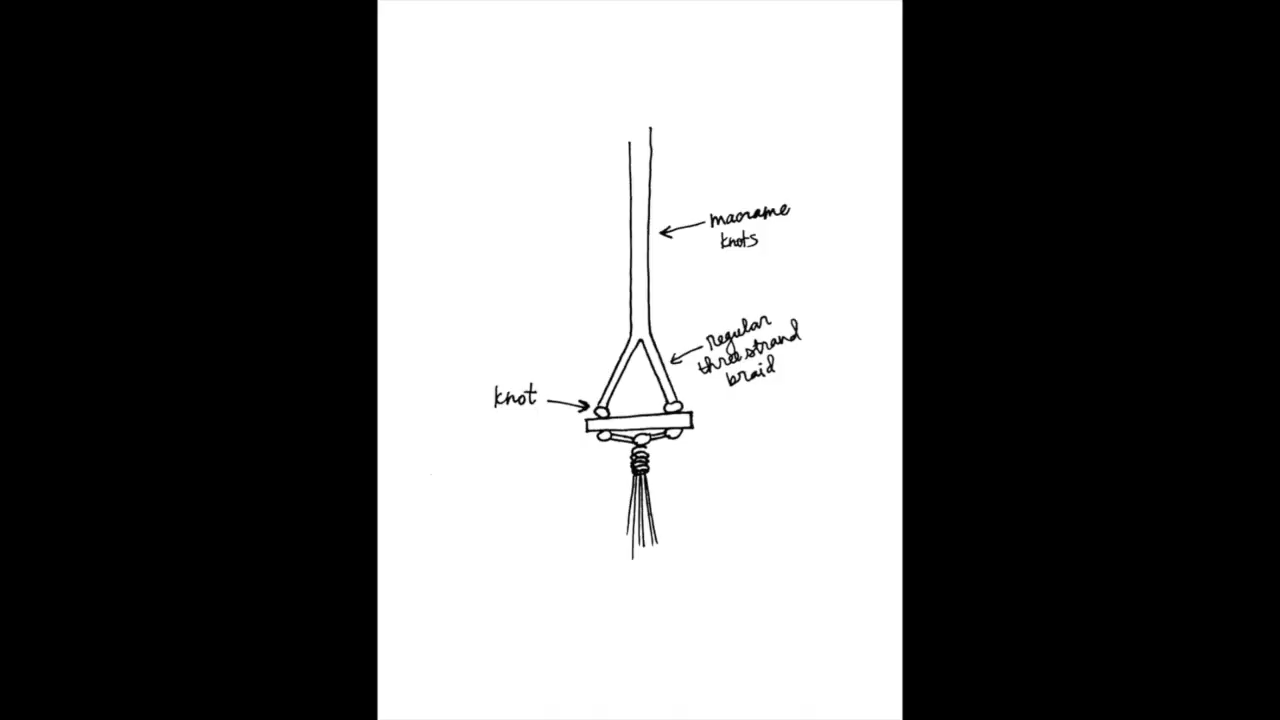 macrame
knots
regular
three strand
braid
knot